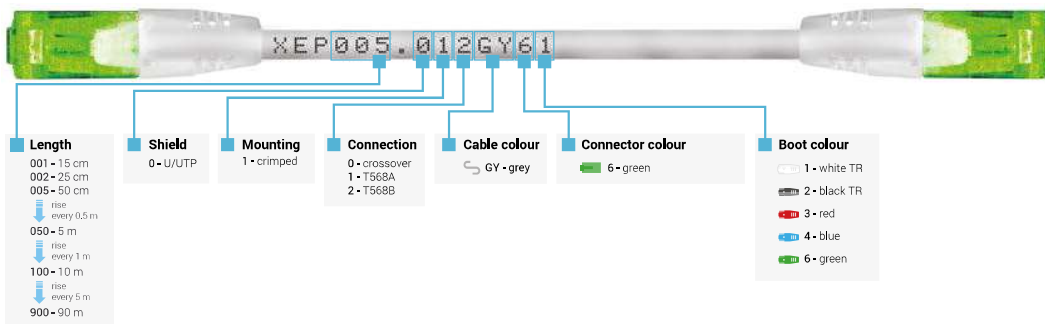 XEP005.012GY61
Length
001 - 15 cm
002 - 25 cm
005 - 50 cm
rise
every 0.5 m
050 - 5 m
rise
every 1 m
100 - 10 m
rise
every 5 m
900 - 90 m
Shield
0 - U/UTP
Mounting
1 - crimped
Connection
0 - crossover
1 - T568A
2 - T568B
Cable colour
GY - grey
Connector colour
6 - green
Boot colour
1 - white TR
2 - black TR
3 - red
4 - blue
6 - green